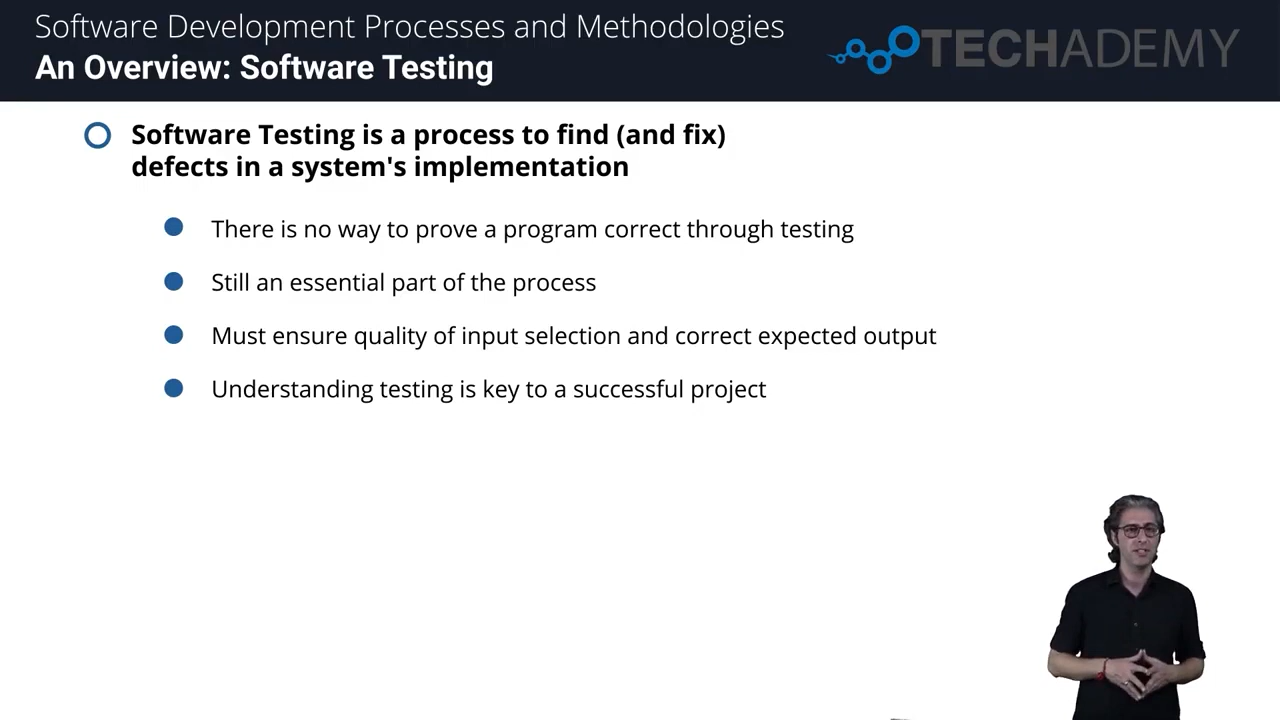 Software Development Processes and Methodologies
An Overview: Software Testing
TECHADEMY
Software Testing is a process to find (and fix)
defects in a system's implementation
There is no way to prove a program correct through testing
Still an essential part of the process
Must ensure quality of input selection and correct expected output
Understanding testing is key to a successful project